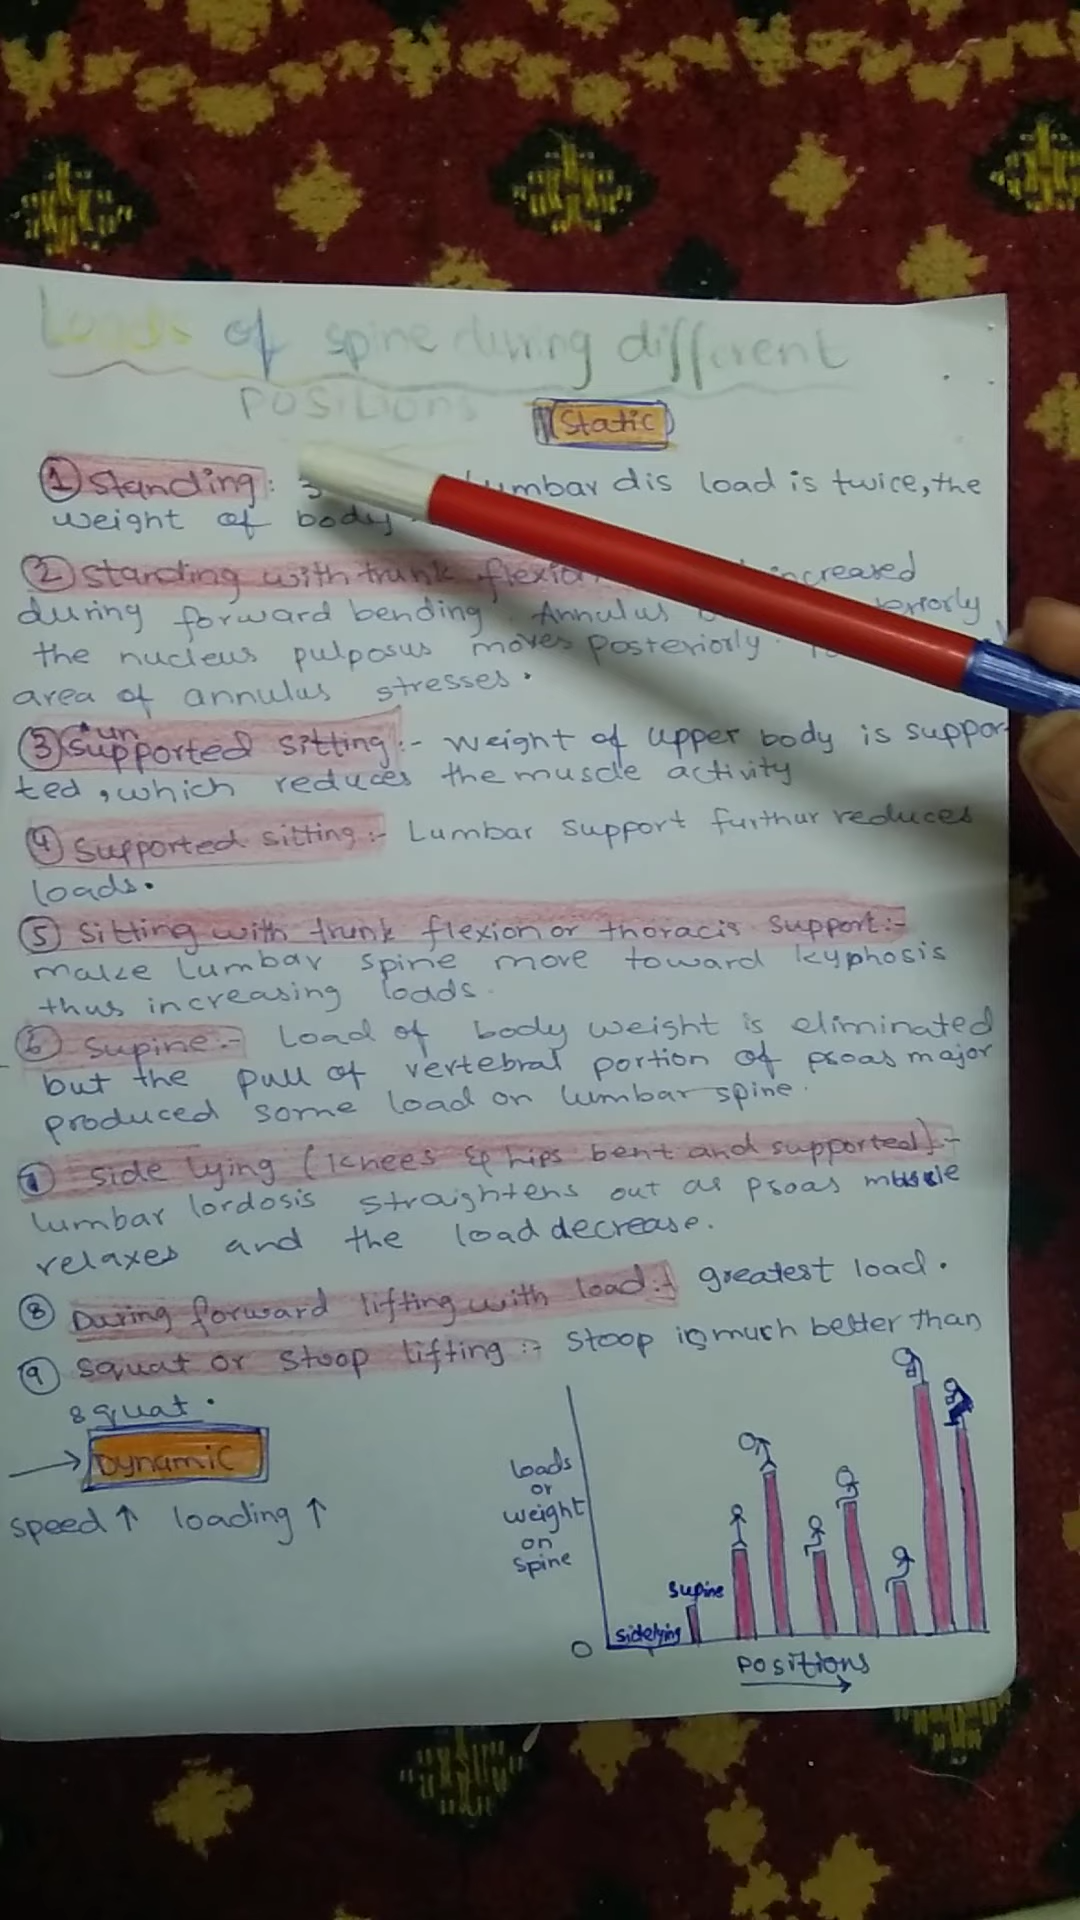 Loads of spine during different
positions
Static
① Standing: 3 lumbar dis load is twice, the
weight of body.
② Standing with trunk flexion increased
during forward bending. Annulus
the nucleus pulposus moves posteriorly.
area of annulus stresses.
③ unSupported sitting:- weight of upper body is suppor-
ted, which reduces the muscle activity
④ Supported sitting:- Lumbar support furthur reduces
loads.
⑤ Sitting with trunk flexion or thoracis support:-
make lumbar spine more toward kyphosis
thus increasing loads.
⑥ Supine:- Load of body weight is eliminated
but the pull of vertebral portion of psoas major
produced some load on lumbar spine.
⑦ Side lying (knees & hips bent and supported):-
lumbar lordosis straightens out as psoas muscle
relaxes and the load decrease.
⑧ During forward lifting with load:- greatest load.
⑨ Squat or Stoop lifting:- Stoop is much better than
squat.
→ Dynamic
speed ↑ loading ↑
Loads
or
weight
on
spine
supine
sidelying
0
Positions